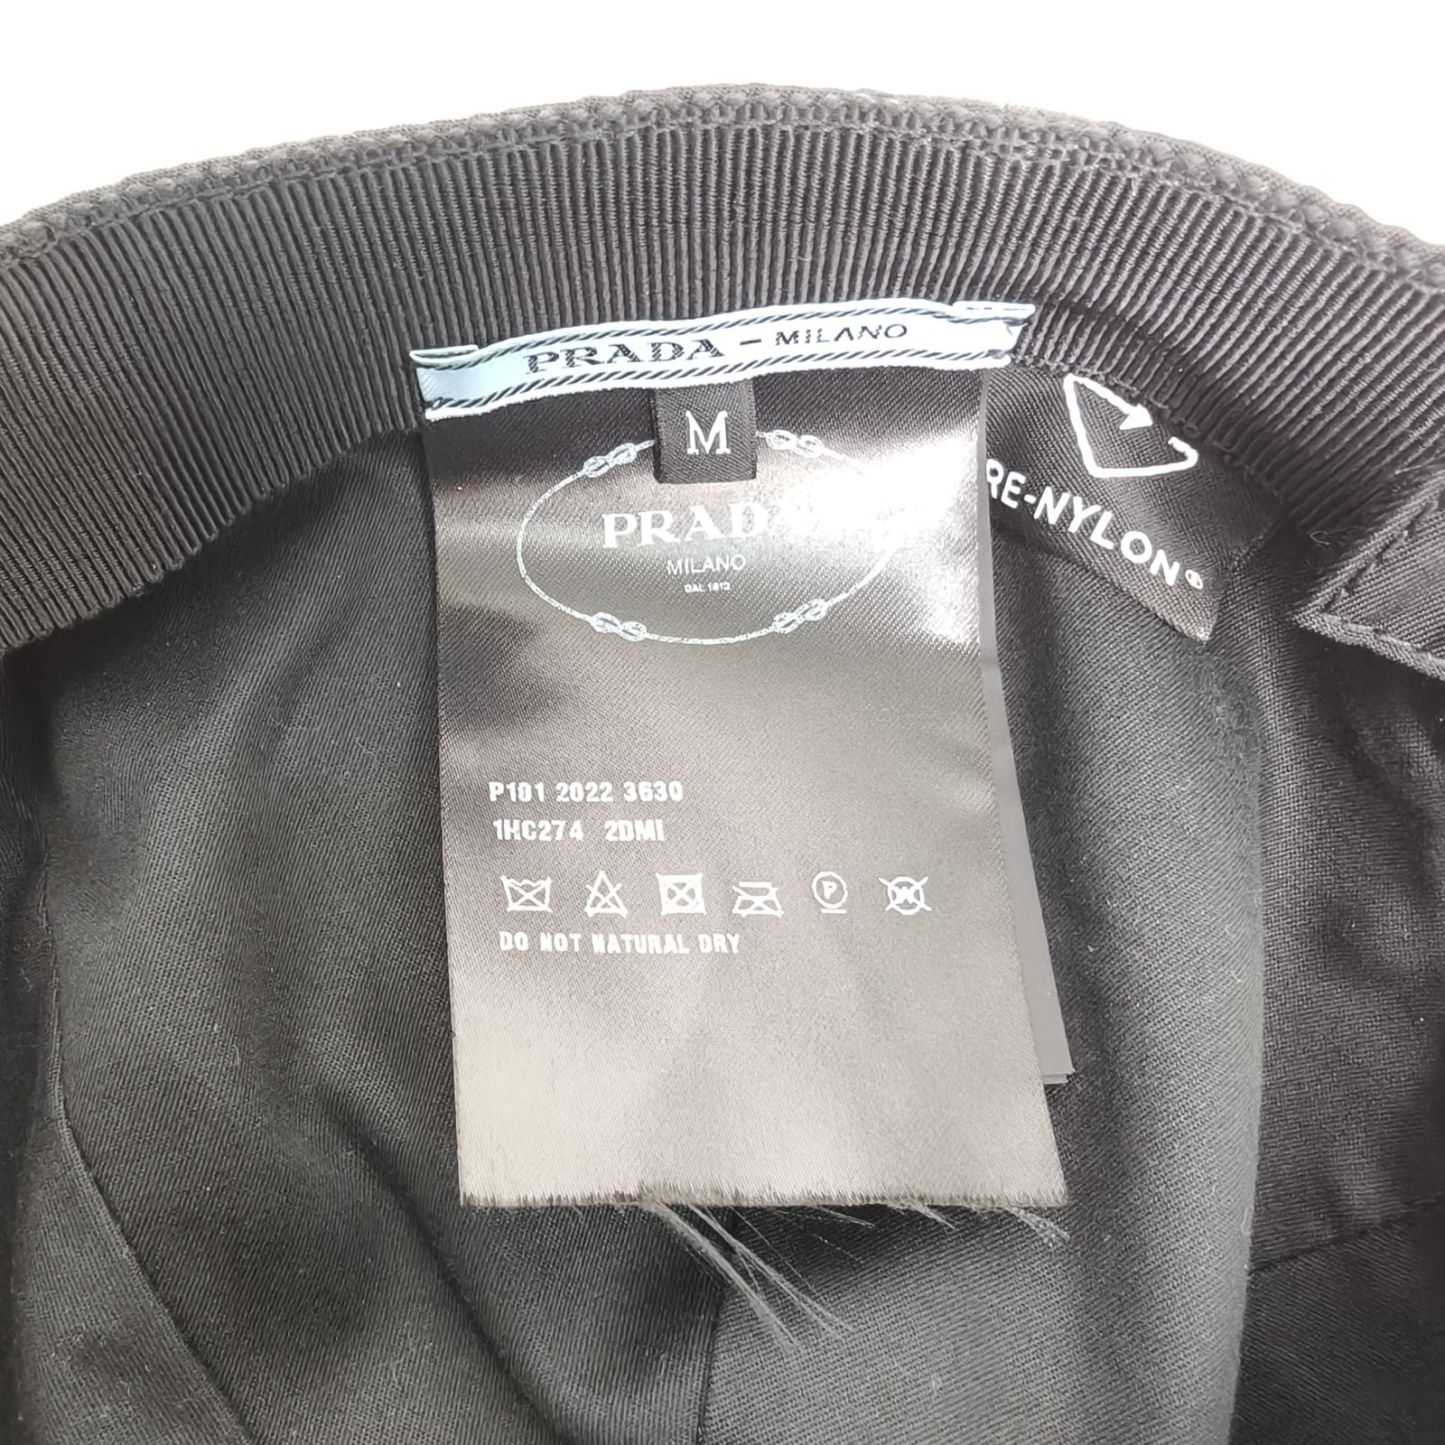 PRADA - MILANO
M
PRADA
MILANO
DAL 1913
RE-NYLON®
P101 2022 3630
1HC274 2DMI
P
W
DO NOT NATURAL DRY